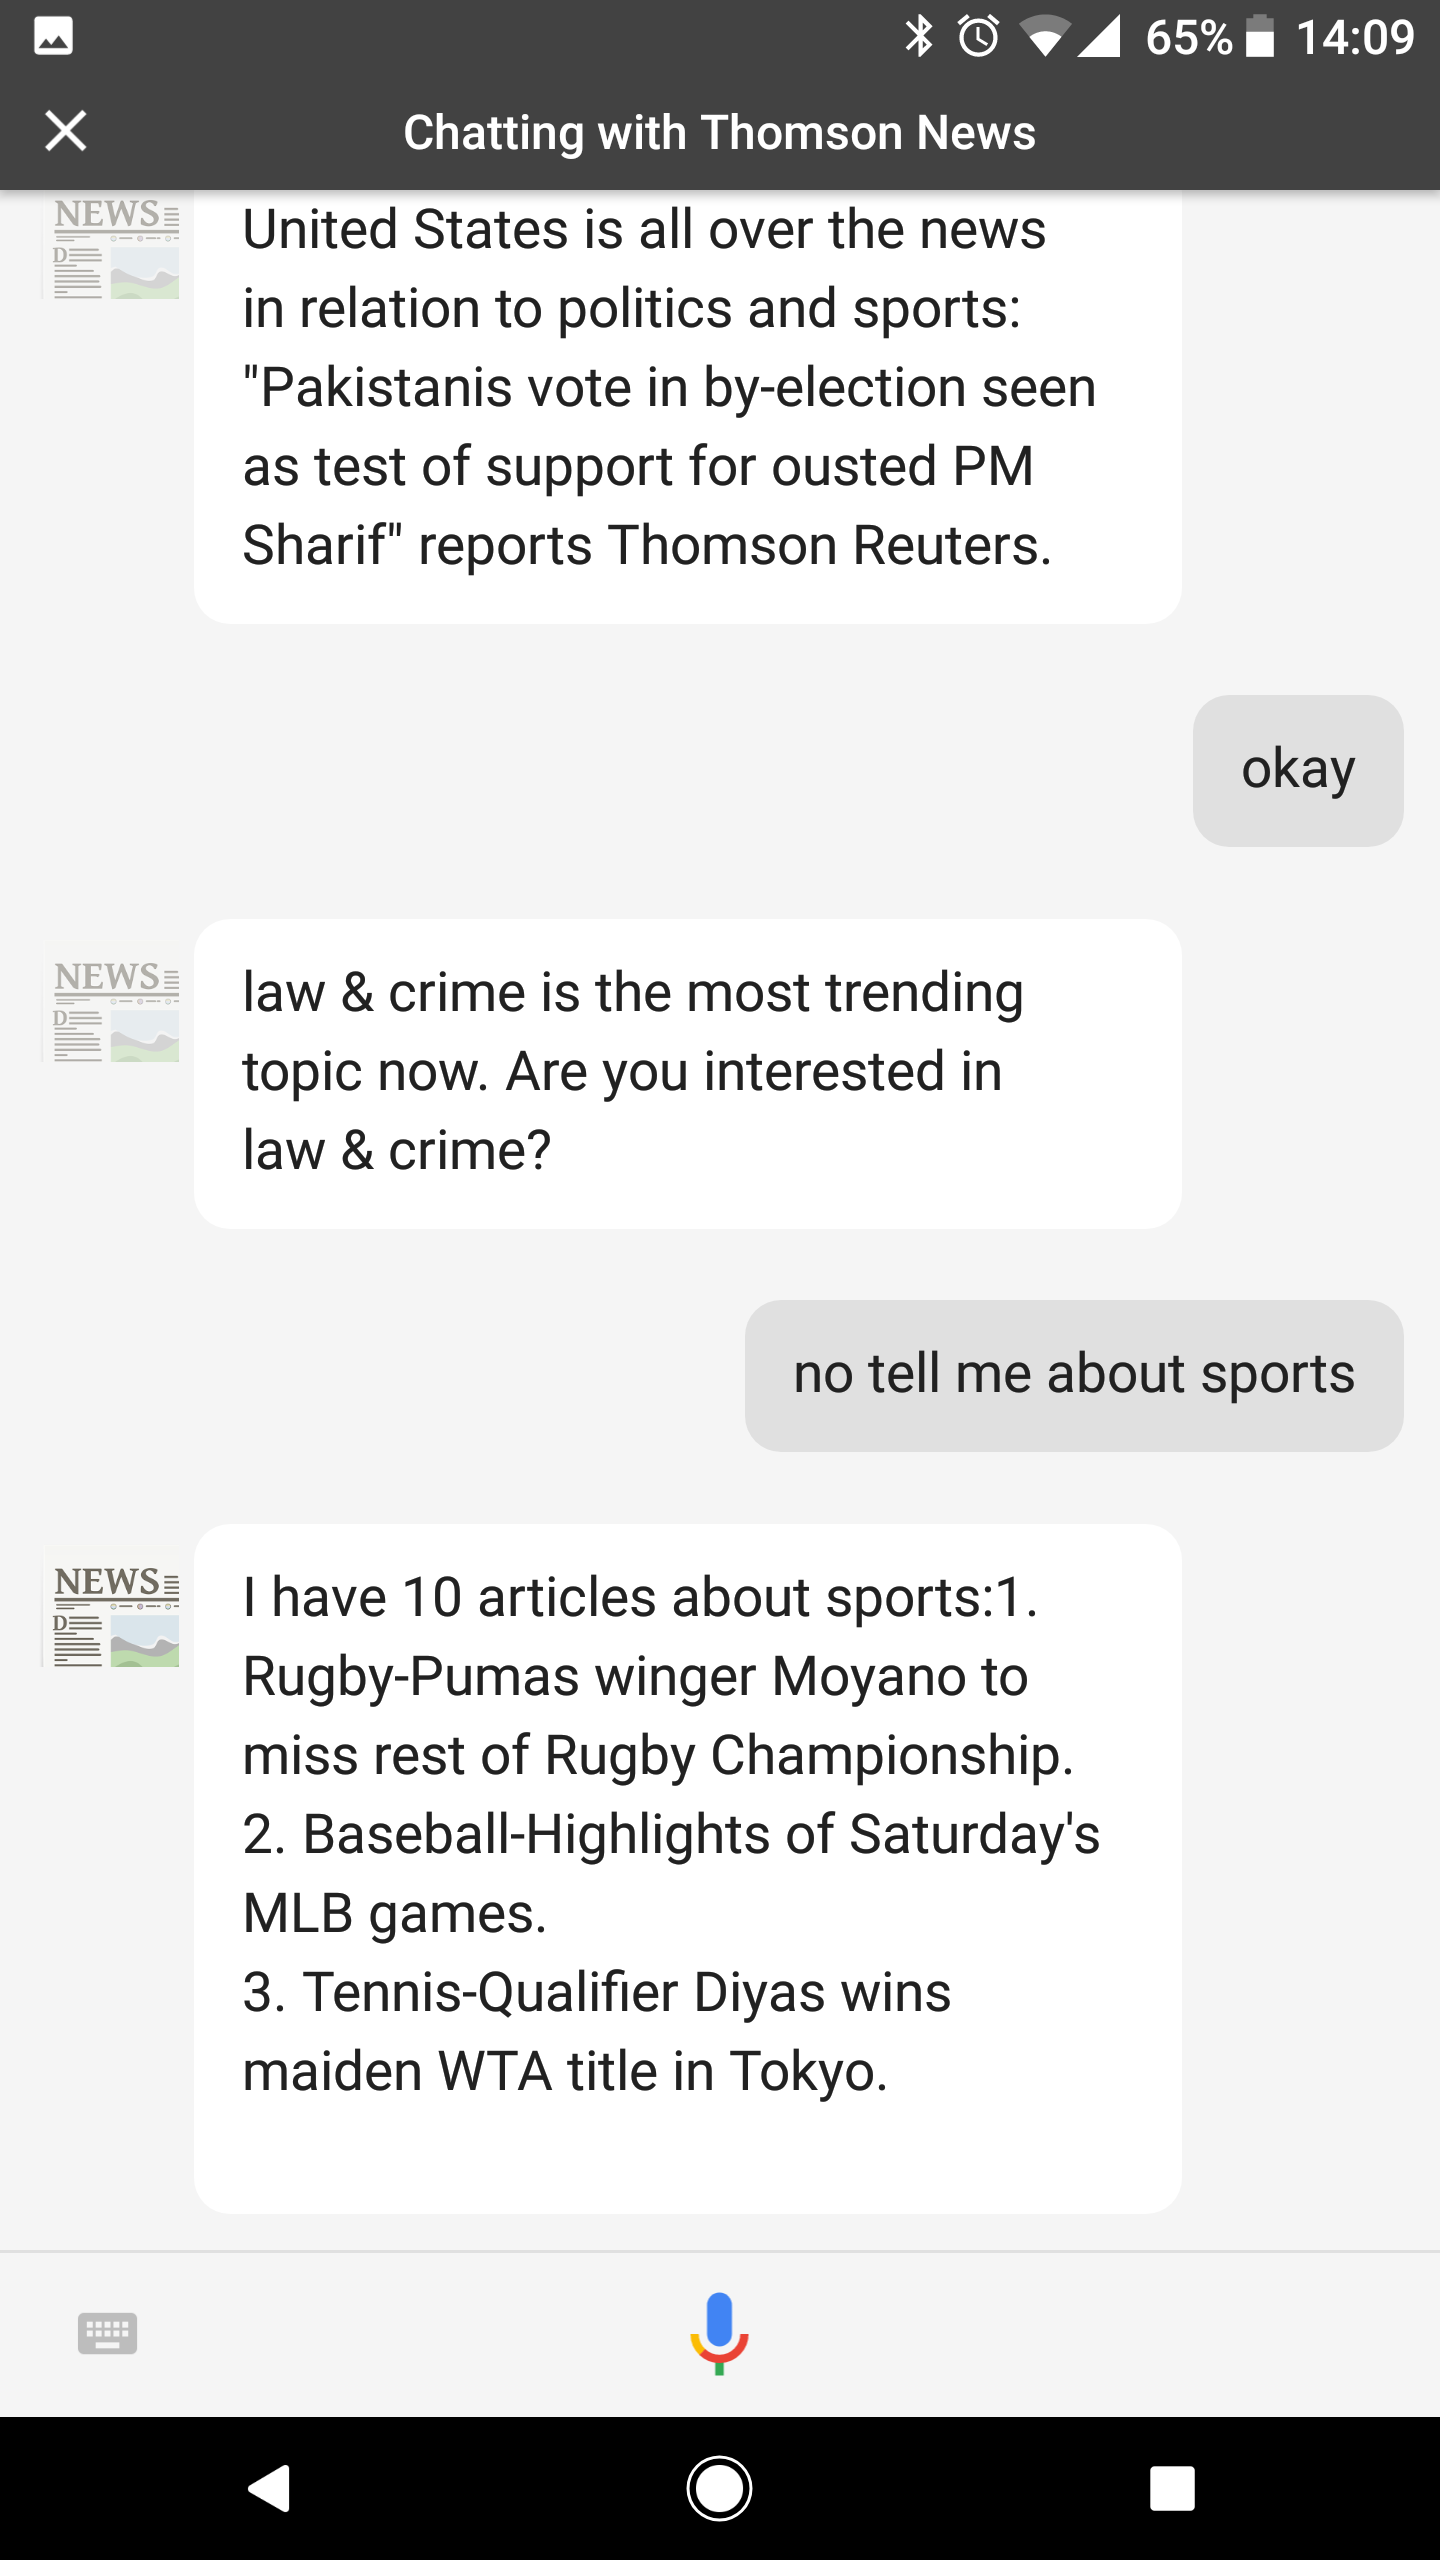 65% 14:09
Chatting with Thomson News
NEWS
D
United States is all over the news
in relation to politics and sports:
"Pakistanis vote in by-election seen
as test of support for ousted PM
Sharif" reports Thomson Reuters.
okay
NEWS
D
law & crime is the most trending
topic now. Are you interested in
law & crime?
no tell me about sports
NEWS
D
I have 10 articles about sports:1.
Rugby-Pumas winger Moyano to
miss rest of Rugby Championship.
2. Baseball-Highlights of Saturday's
MLB games.
3. Tennis-Qualifier Diyas wins
maiden WTA title in Tokyo.